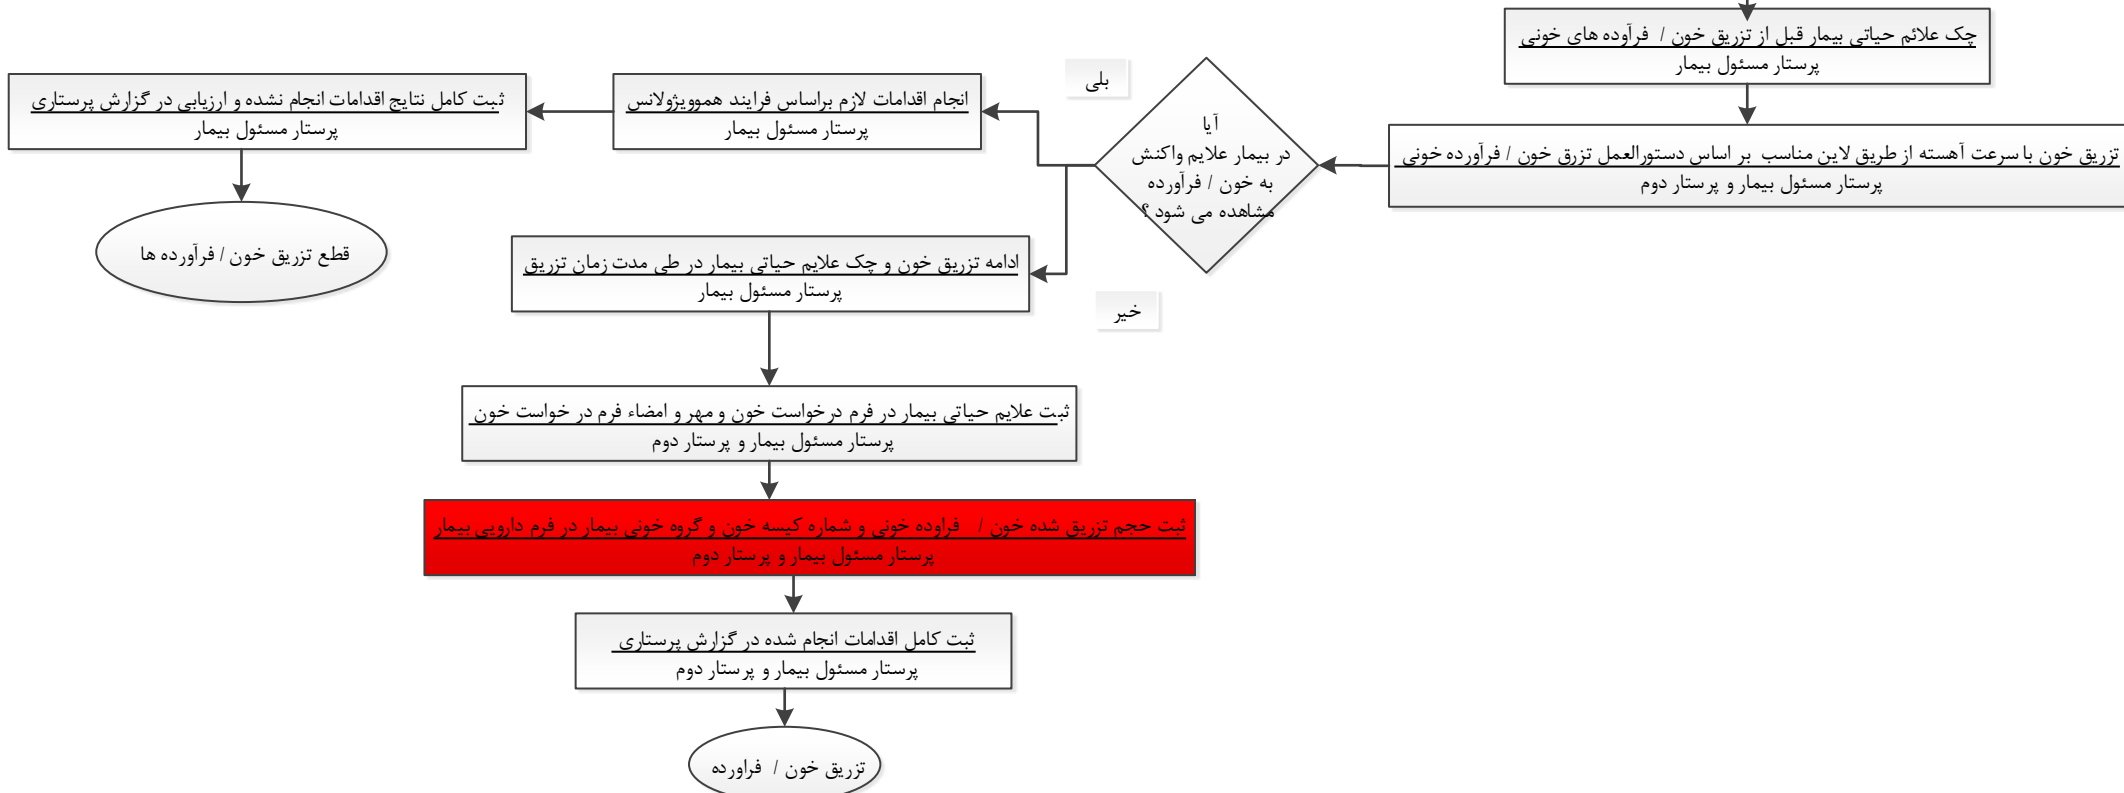 چک علائم حیاتی بیمار قبل از تزریق خون / فرآورده های خونی
پرستار مسئول بیمار
تزریق خون با سرعت آهسته از طریق لاین مناسب بر اساس دستورالعمل تزرق خون / فرآورده خونی
پرستار مسئول بیمار و پرستار دوم
آیا
در بیمار علایم واکنش
به خون / فرآورده
مشاهده می شود ؟
بلی
انجام اقدامات لازم براساس فرایند هموویژولانس
پرستار مسئول بیمار
ثبت کامل نتایج اقدامات انجام نشده و ارزیابی در گزارش پرستاری
پرستار مسئول بیمار
قطع تزریق خون / فرآورده ها
خیر
ادامه تزریق خون و چک علایم حیاتی بیمار در طی مدت زمان تزریق
پرستار مسئول بیمار
ثبت علایم حیاتی بیمار در فرم درخواست خون و مهر و امضاء فرم در خواست خون
پرستار مسئول بیمار و پرستار دوم
ثبت حجم تزریق شده خون / فراوده خونی و شماره کیسه خون و گروه خونی بیمار در فرم دارویی بیمار
پرستار مسئول بیمار و پرستار دوم
ثبت کامل اقدامات انجام شده در گزارش پرستاری
پرستار مسئول بیمار و پرستار دوم
تزریق خون / فراورده